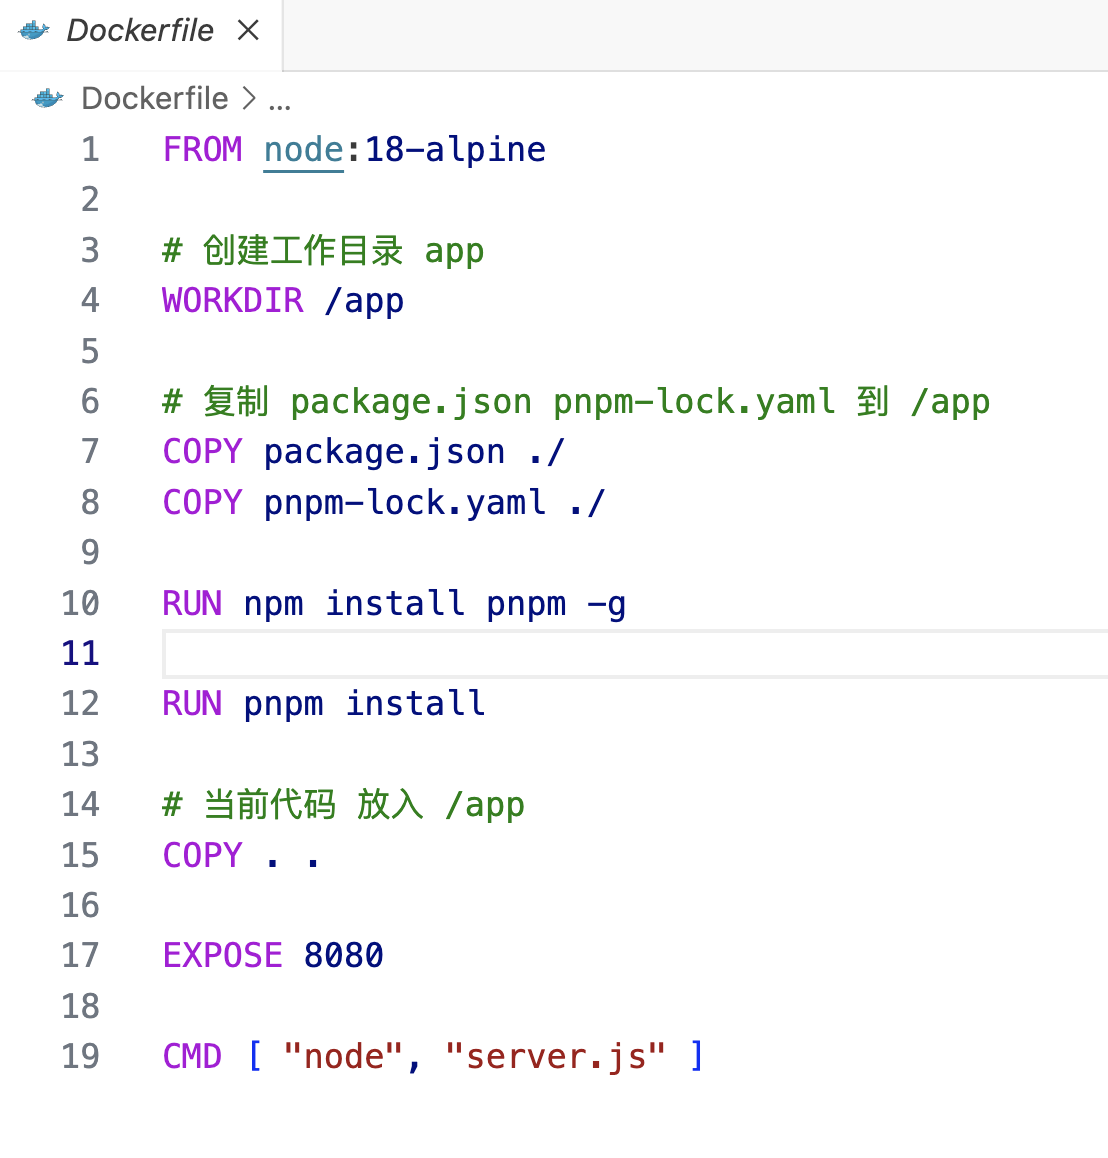 Dockerfile
Dockerfile > ...
1 FROM node:18-alpine
2
3 # 创建工作目录 app
4 WORKDIR /app
5
6 # 复制 package.json pnpm-lock.yaml 到 /app
7 COPY package.json ./
8 COPY pnpm-lock.yaml ./
9
10 RUN npm install pnpm -g
11
12 RUN pnpm install
13
14 # 当前代码 放入 /app
15 COPY . .
16
17 EXPOSE 8080
18
19 CMD [ "node", "server.js" ]